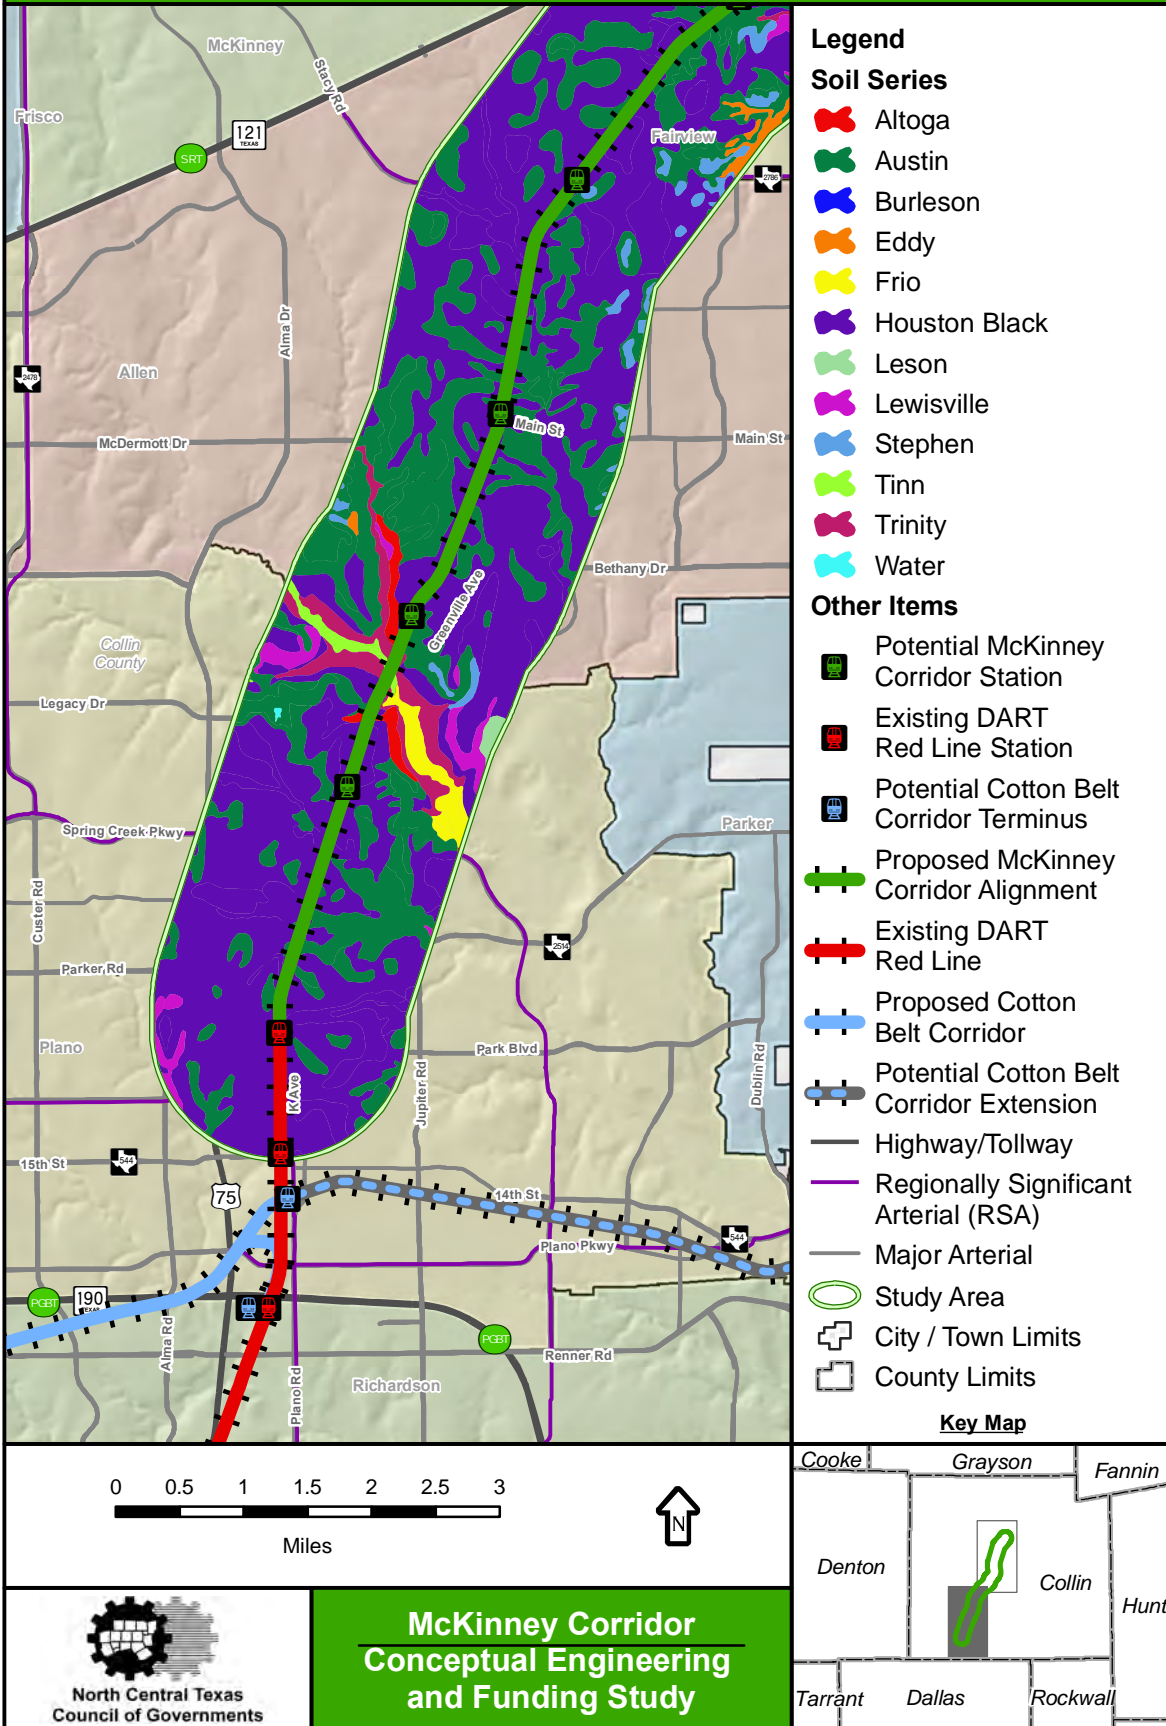 McKinney
Stacy Rd
Frisco
121
TEXAS
SRT
Fairview
2786
Alma Dr
Allen
2478
McDermott Dr
Main St
Main St
Bethany Dr
Greenville Ave
Collin
County
Legacy Dr
Spring Creek Pkwy
Parker
Custer Rd
2514
Parker Rd
Plano
Park Blvd
K Ave
Jupiter Rd
Dublin Rd
15th St
544
75
14th St
544
Plano Pkwy
PGBT
190
TEXAS
PGBT
Alma Rd
Renner Rd
Plano Rd
Richardson
Legend
Soil Series
Altoga
Austin
Burleson
Eddy
Frio
Houston Black
Leson
Lewisville
Stephen
Tinn
Trinity
Water
Other Items
Potential McKinney
Corridor Station
Existing DART
Red Line Station
Potential Cotton Belt
Corridor Terminus
Proposed McKinney
Corridor Alignment
Existing DART
Red Line
Proposed Cotton
Belt Corridor
Potential Cotton Belt
Corridor Extension
Highway/Tollway
Regionally Significant
Arterial (RSA)
Major Arterial
Study Area
City / Town Limits
County Limits
Key Map
0 0.5 1 1.5 2 2.5 3
Miles
N
Cooke
Grayson
Fannin
Denton
Collin
Hunt
Tarrant
Dallas
Rockwall
North Central Texas
Council of Governments
McKinney Corridor
Conceptual Engineering
and Funding Study